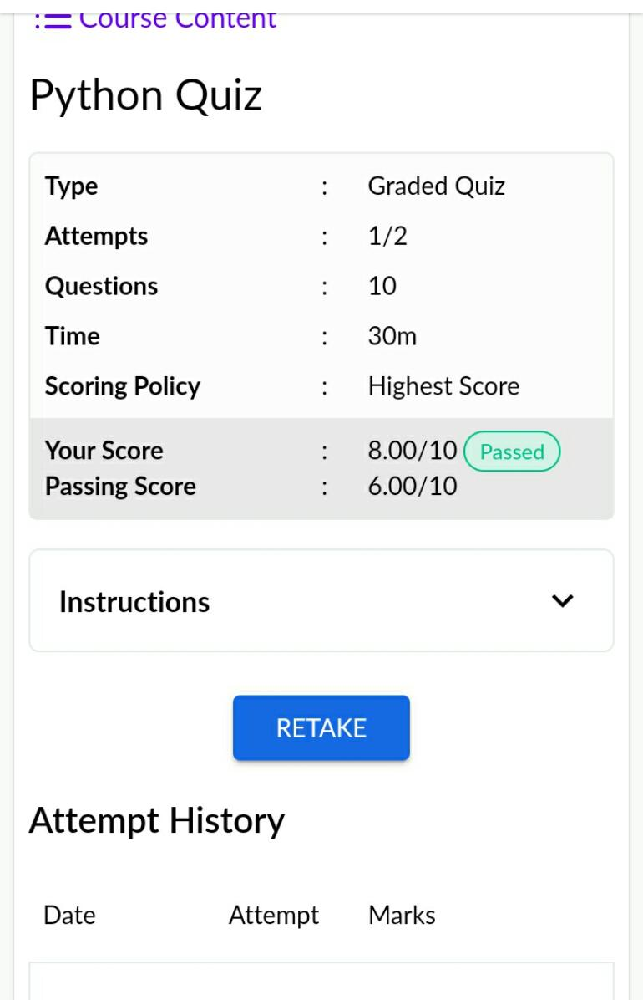 Course Content
Python Quiz
Type : Graded Quiz
Attempts : 1/2
Questions : 10
Time : 30m
Scoring Policy : Highest Score
Your Score : 8.00/10 Passed
Passing Score : 6.00/10
Instructions
RETAKE
Attempt History
Date Attempt Marks